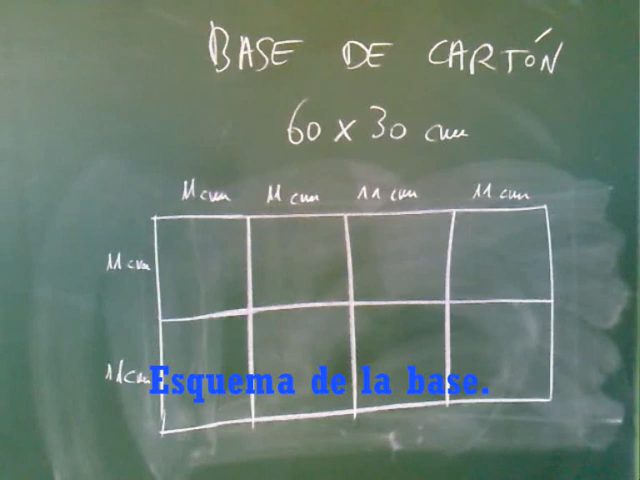 BASE DE CARTÓN
60 x 30 cm
11 cm 11 cm 11 cm 11 cm
11 cm
11 cm
Esquema de la base.